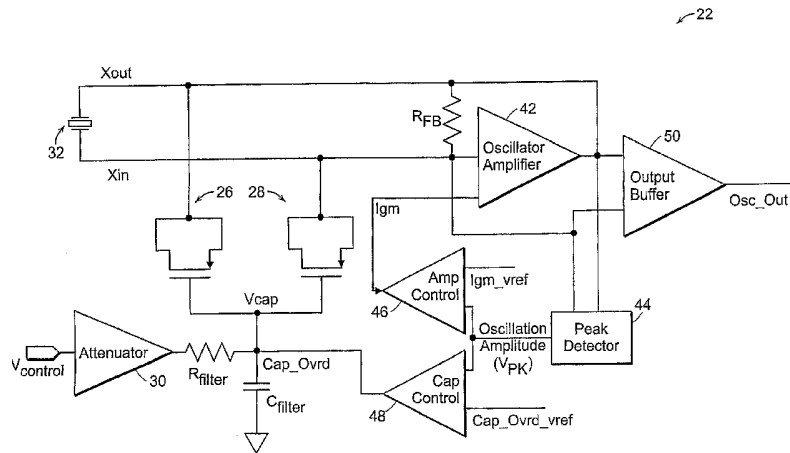 22
Xout
32
Xin
RFB
42
Oscillator
Amplifier
50
Output
Buffer
Osc_Out
26
28
Igm
Amp
Control
46
Igm_vref
Vcap
Oscillation
Amplitude
(VPK)
Peak
Detector
44
Vcontrol
Attenuator
30
Rfilter
Cap_Ovrd
Cfilter
Cap
Control
48
Cap_Ovrd_vref